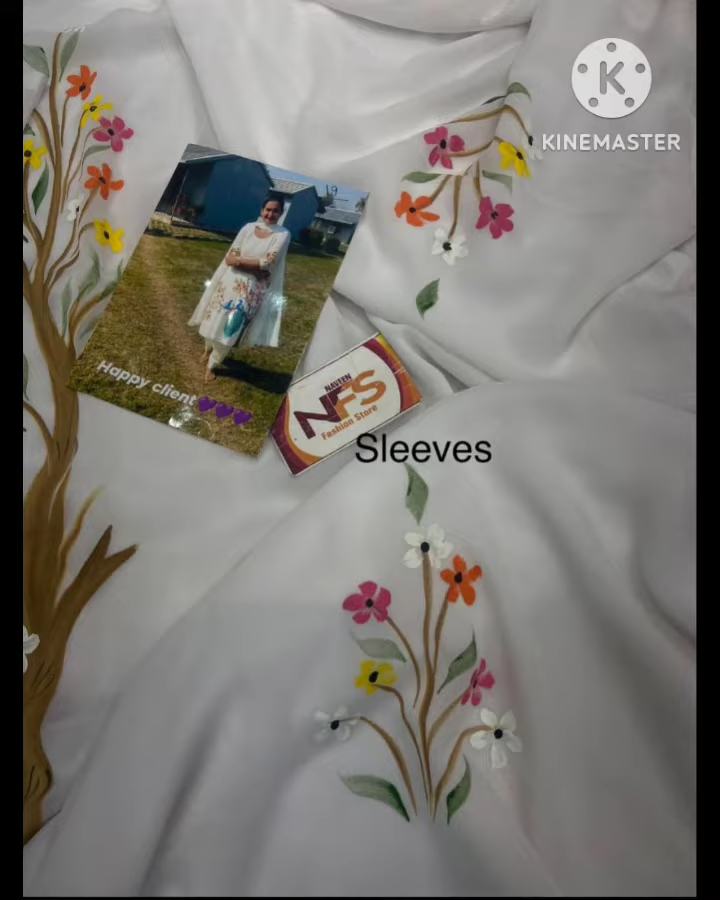 K
KINEMASTER
Happy client
NAVEEN
NFS
Fashion Store
Sleeves